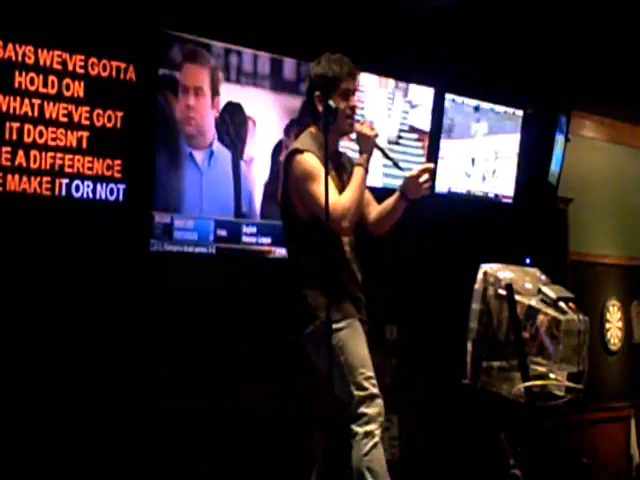 SAYS WE'VE GOTTA
HOLD ON
WHAT WE'VE GOT
IT DOESN'T
E A DIFFERENCE
E MAKE IT OR NOT